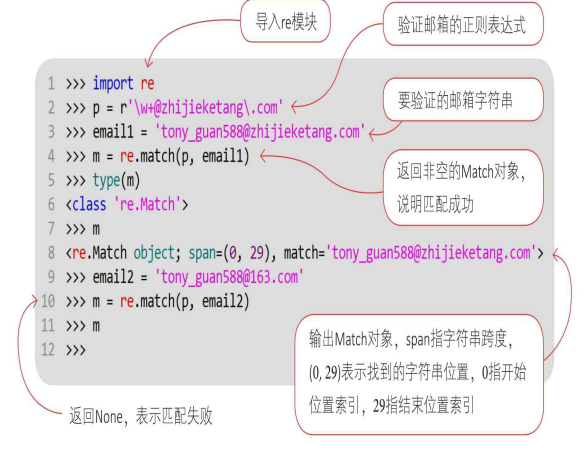 导入re模块
验证邮箱的正则表达式
1 >>> import re
2 >>> p = r'\w+@zhijieketang\.com'
要验证的邮箱字符串
3 >>> email1 = 'tony_guan588@zhijieketang.com'
4 >>> m = re.match(p, email1)
返回非空的Match对象，
说明匹配成功
5 >>> type(m)
6 <class 're.Match'>
7 >>> m
8 <re.Match object; span=(0, 29), match='tony_guan588@zhijieketang.com'>
9 >>> email2 = 'tony_guan588@163.com'
10 >>> m = re.match(p, email2)
11 >>> m
12 >>>
输出Match对象，span指字符串跨度，
(0, 29)表示找到的字符串位置，0指开始
位置索引，29指结束位置索引
返回None，表示匹配失败